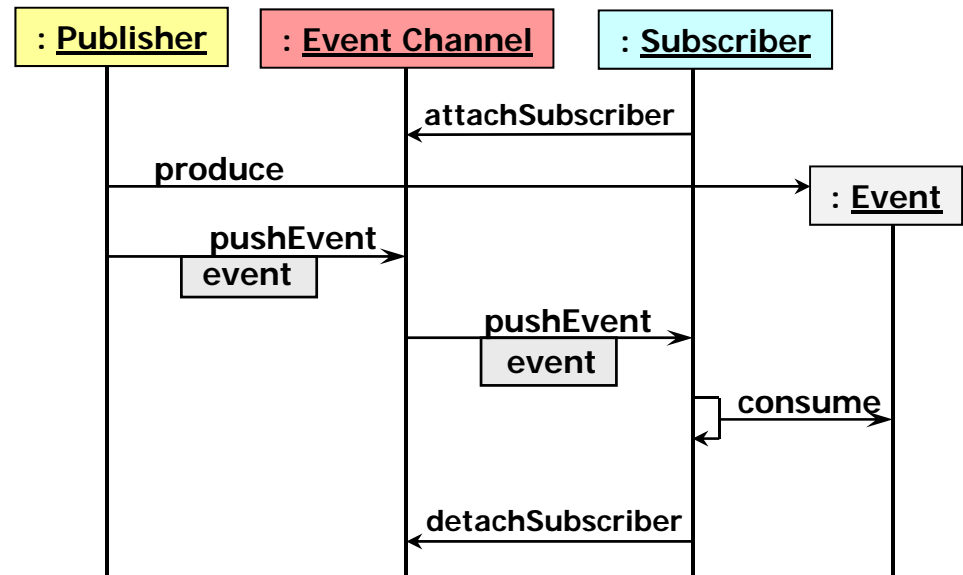 : Publisher
: Event Channel
: Subscriber
attachSubscriber
produce
: Event
pushEvent
event
pushEvent
event
consume
detachSubscriber